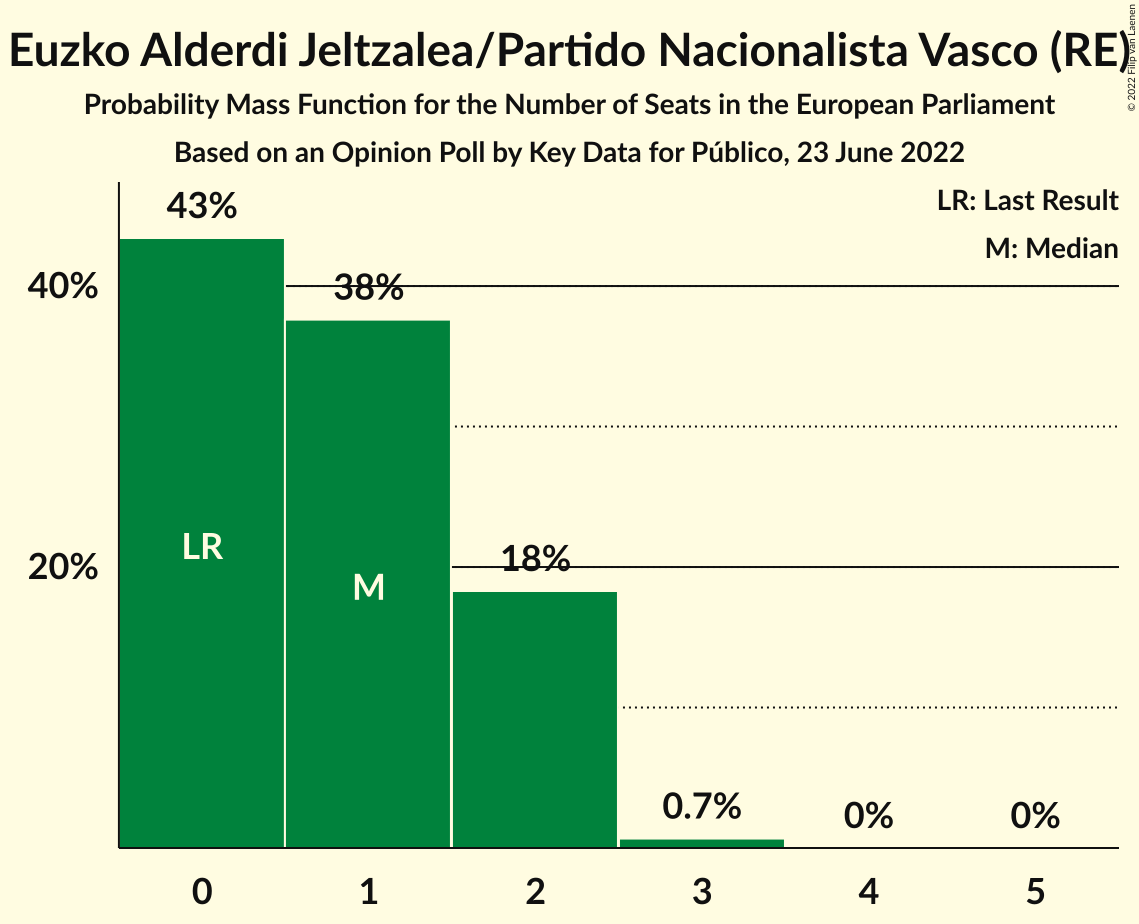 Euzko Alderdi Jeltzalea/Partido Nacionalista Vasco (RE)
© 2022 Filip van Laenen
Probability Mass Function for the Number of Seats in the European Parliament
Based on an Opinion Poll by Key Data for Público, 23 June 2022
LR: Last Result
M: Median
43%
40%
38%
20%
LR
M
18%
0.7%
0%
0%
0
1
2
3
4
5